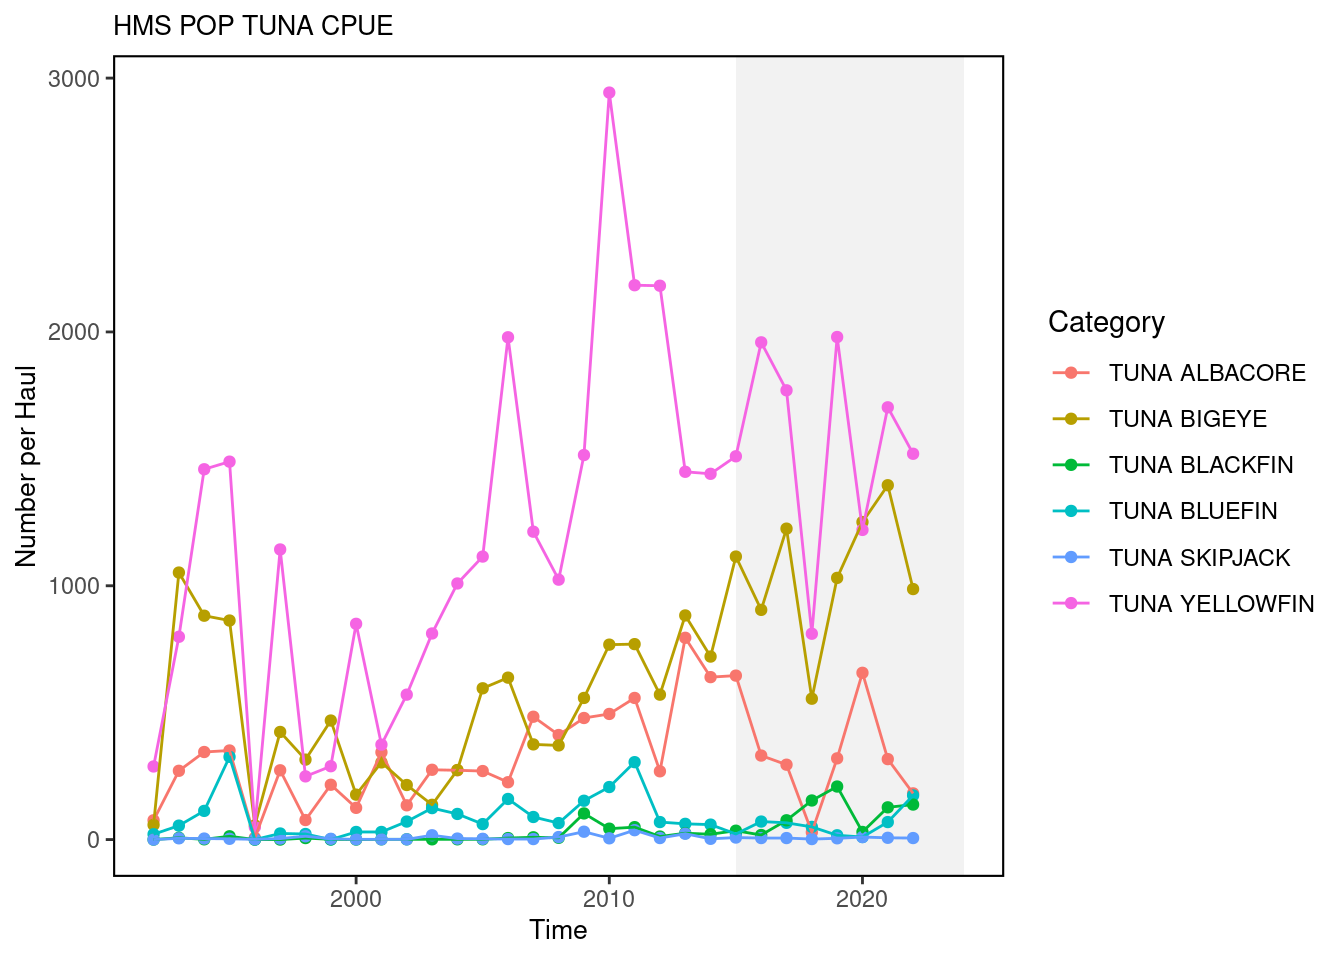 HMS POP TUNA CPUE
3000
2000
1000
0
Number per Haul
2000
2010
2020
Time
Category
TUNA ALBACORE
TUNA BIGEYE
TUNA BLACKFIN
TUNA BLUEFIN
TUNA SKIPJACK
TUNA YELLOWFIN